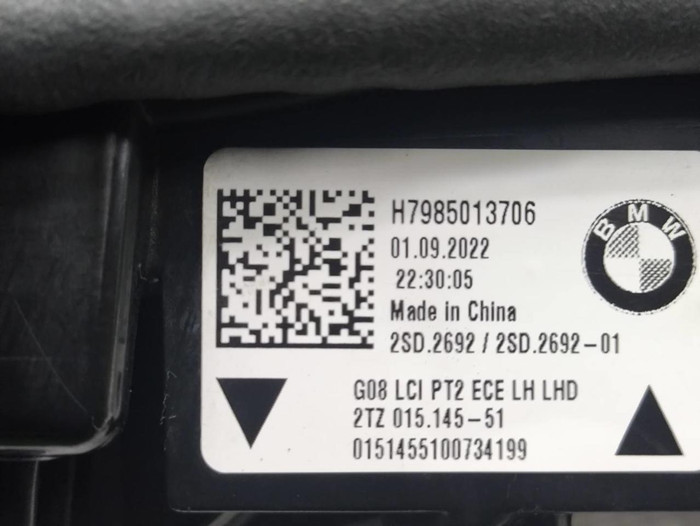 H7985013706
01.09.2022
22:30:05
Made in China
2SD.2692 / 2SD.2692-01
BMW
G08 LCI PT2 ECE LH LHD
2TZ 015.145-51
0151455100734199